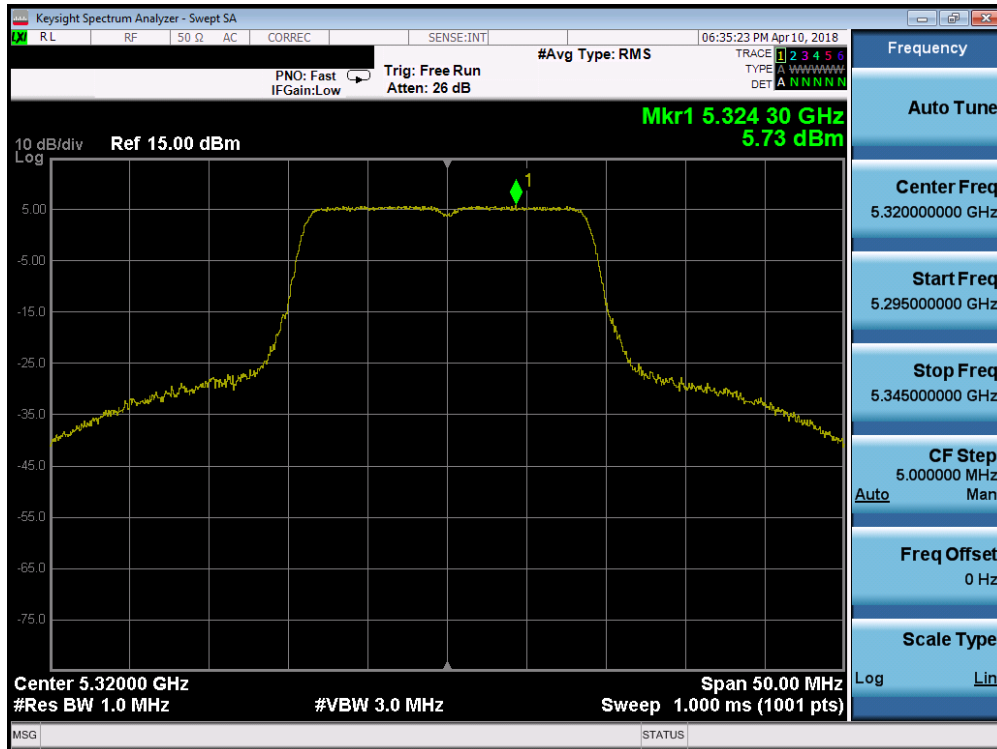 Keysight Spectrum Analyzer - Swept SA
LXI RL RF 50 Ω AC CORREC SENSE:INT 06:35:23 PM Apr 10, 2018
#Avg Type: RMS TRACE 1 2 3 4 5 6
PNO: Fast Trig: Free Run TYPE A WWWWW
IFGain:Low Atten: 26 dB DET A N N N N N
Mkr1 5.324 30 GHz
5.73 dBm
10 dB/div Ref 15.00 dBm
Log
1
5.00
-5.00
-15.0
-25.0
-35.0
-45.0
-55.0
-65.0
-75.0
Center 5.32000 GHz Span 50.00 MHz
#Res BW 1.0 MHz #VBW 3.0 MHz Sweep 1.000 ms (1001 pts)
MSG STATUS
Frequency
Auto Tune
Center Freq
5.320000000 GHz
Start Freq
5.295000000 GHz
Stop Freq
5.345000000 GHz
CF Step
5.000000 MHz
Auto Man
Freq Offset
0 Hz
Scale Type
Log Lin